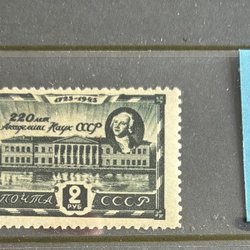 1725-1945
220 лет
Академии Наук СССР
ПОЧТА 2 РУБ СССР